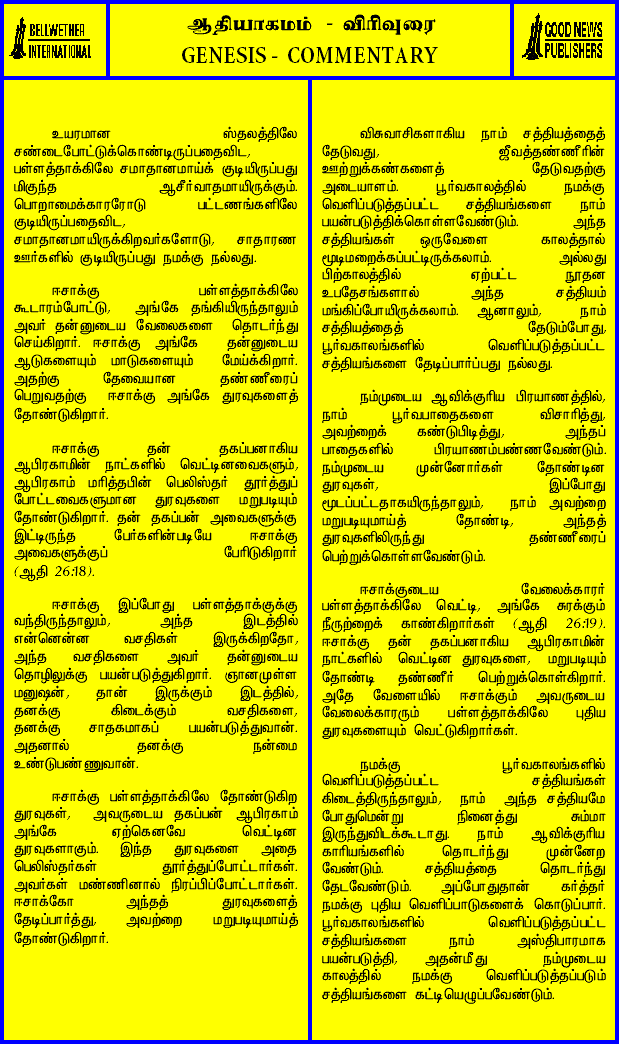 BELLWETHER
INTERNATIONAL
ஆதியாகமம் - விரிவுரை
GENESIS - COMMENTARY
GOOD NEWS
PUBLISHERS
உயரமான ஸ்தலத்திலே
சண்டைபோட்டுக்கொண்டிருப்பதைவிட,
பள்ளத்தாக்கிலே சமாதானமாய்க் குடியிருப்பது
மிகுந்த ஆசீர்வாதமாயிருக்கும்.
பொறாமைக்காரரோடு பட்டணங்களிலே
குடியிருப்பதைவிட,
சமாதானமாயிருக்கிறவர்களோடு, சாதாரண
ஊர்களில் குடியிருப்பது நமக்கு நல்லது.
ஈசாக்கு பள்ளத்தாக்கிலே
கூடாரம்போட்டு, அங்கே தங்கியிருந்தாலும்
அவர் தன்னுடைய வேலைகளை தொடர்ந்து
செய்கிறார். ஈசாக்கு அங்கே தன்னுடைய
ஆடுகளையும் மாடுகளையும் மேய்க்கிறார்.
அதற்கு தேவையான தண்ணீரைப்
பெறுவதற்கு ஈசாக்கு அங்கே துரவுகளைத்
தோண்டுகிறார்.
ஈசாக்கு தன் தகப்பனாகிய
ஆபிரகாமின் நாட்களில் வெட்டினவைகளும்,
ஆபிரகாம் மரித்தபின் பெலிஸ்தர் தூர்த்துப்
போட்டவைகளுமான துரவுகளை மறுபடியும்
தோண்டுகிறார். தன் தகப்பன் அவைகளுக்கு
இட்டிருந்த பேர்களின்படியே ஈசாக்கு
அவைகளுக்குப் பேரிடுகிறார்
(ஆதி 26:18).
ஈசாக்கு இப்போது பள்ளத்தாக்குக்கு
வந்திருந்தாலும், அந்த இடத்தில்
என்னென்ன வசதிகள் இருக்கிறதோ,
அந்த வசதிகளை அவர் தன்னுடைய
தொழிலுக்கு பயன்படுத்துகிறார். ஞானமுள்ள
மனுஷன், தான் இருக்கும் இடத்தில்,
தனக்கு கிடைக்கும் வசதிகளை,
தனக்கு சாதகமாகப் பயன்படுத்துவான்.
அதனால் தனக்கு நன்மை
உண்டுபண்ணுவான்.
ஈசாக்கு பள்ளத்தாக்கிலே தோண்டுகிற
துரவுகள், அவருடைய தகப்பன் ஆபிரகாம்
அங்கே ஏற்கெனவே வெட்டின
துரவுகளாகும். இந்த துரவுகளை அதை
பெலிஸ்தர்கள் தூர்த்துப்போட்டார்கள்.
அவர்கள் மண்ணினால் நிரப்பிப்போட்டார்கள்.
ஈசாக்கோ அந்தத் துரவுகளைத்
தேடிப்பார்த்து, அவற்றை மறுபடியுமாய்த்
தோண்டுகிறார்.
விசுவாசிகளாகிய நாம் சத்தியத்தைத்
தேடுவது, ஜீவத்தண்ணீரின்
ஊற்றுக்கண்களைத் தேடுவதற்கு
அடையாளம். பூர்வகாலத்தில் நமக்கு
வெளிப்படுத்தப்பட்ட சத்தியங்களை நாம்
பயன்படுத்திக்கொள்ளவேண்டும். அந்த
சத்தியங்கள் ஒருவேளை காலத்தால்
மூடிமறைக்கப்பட்டிருக்கலாம். அல்லது
பிற்காலத்தில் ஏற்பட்ட நூதன
உபதேசங்களால் அந்த சத்தியம்
மங்கிப்போயிருக்கலாம். ஆனாலும், நாம்
சத்தியத்தைத் தேடும்போது,
பூர்வகாலங்களில் வெளிப்படுத்தப்பட்ட
சத்தியங்களை தேடிப்பார்ப்பது நல்லது.
நம்முடைய ஆவிக்குரிய பிரயாணத்தில்,
நாம் பூர்வபாதைகளை விசாரித்து,
அவற்றைக் கண்டுபிடித்து, அந்தப்
பாதைகளில் பிரயாணம்பண்ணவேண்டும்.
நம்முடைய முன்னோர்கள் தோண்டின
துரவுகள், இப்போது
மூடப்பட்டதாகயிருந்தாலும், நாம் அவற்றை
மறுபடியுமாய்த் தோண்டி, அந்தத்
துரவுகளிலிருந்து தண்ணீரைப்
பெற்றுக்கொள்ளவேண்டும்.
ஈசாக்குடைய வேலைக்காரர்
பள்ளத்தாக்கிலே வெட்டி, அங்கே சுரக்கும்
நீருற்றைக் காண்கிறார்கள் (ஆதி 26:19).
ஈசாக்கு தன் தகப்பனாகிய ஆபிரகாமின்
நாட்களில் வெட்டின துரவுகளை, மறுபடியும்
தோண்டி தண்ணீர் பெற்றுக்கொள்கிறார்.
அதே வேளையில் ஈசாக்கும் அவருடைய
வேலைக்காரரும் பள்ளத்தாக்கிலே புதிய
துரவுகளையும் வெட்டுகிறார்கள்.
நமக்கு பூர்வகாலங்களில்
வெளிப்படுத்தப்பட்ட சத்தியங்கள்
கிடைத்திருந்தாலும், நாம் அந்த சத்தியமே
போதுமென்று நினைத்து சும்மா
இருந்துவிடக்கூடாது. நாம் ஆவிக்குரிய
காரியங்களில் தொடர்ந்து முன்னேற
வேண்டும். சத்தியத்தை தொடர்ந்து
தேடவேண்டும். அப்போதுதான் கர்த்தர்
நமக்கு புதிய வெளிப்பாடுகளைக் கொடுப்பார்.
பூர்வகாலங்களில் வெளிப்படுத்தப்பட்ட
சத்தியங்களை நாம் அஸ்திபாரமாக
பயன்படுத்தி, அதன்மீது நம்முடைய
காலத்தில் நமக்கு வெளிப்படுத்தப்படும்
சத்தியங்களை கட்டியெழுப்பவேண்டும்.